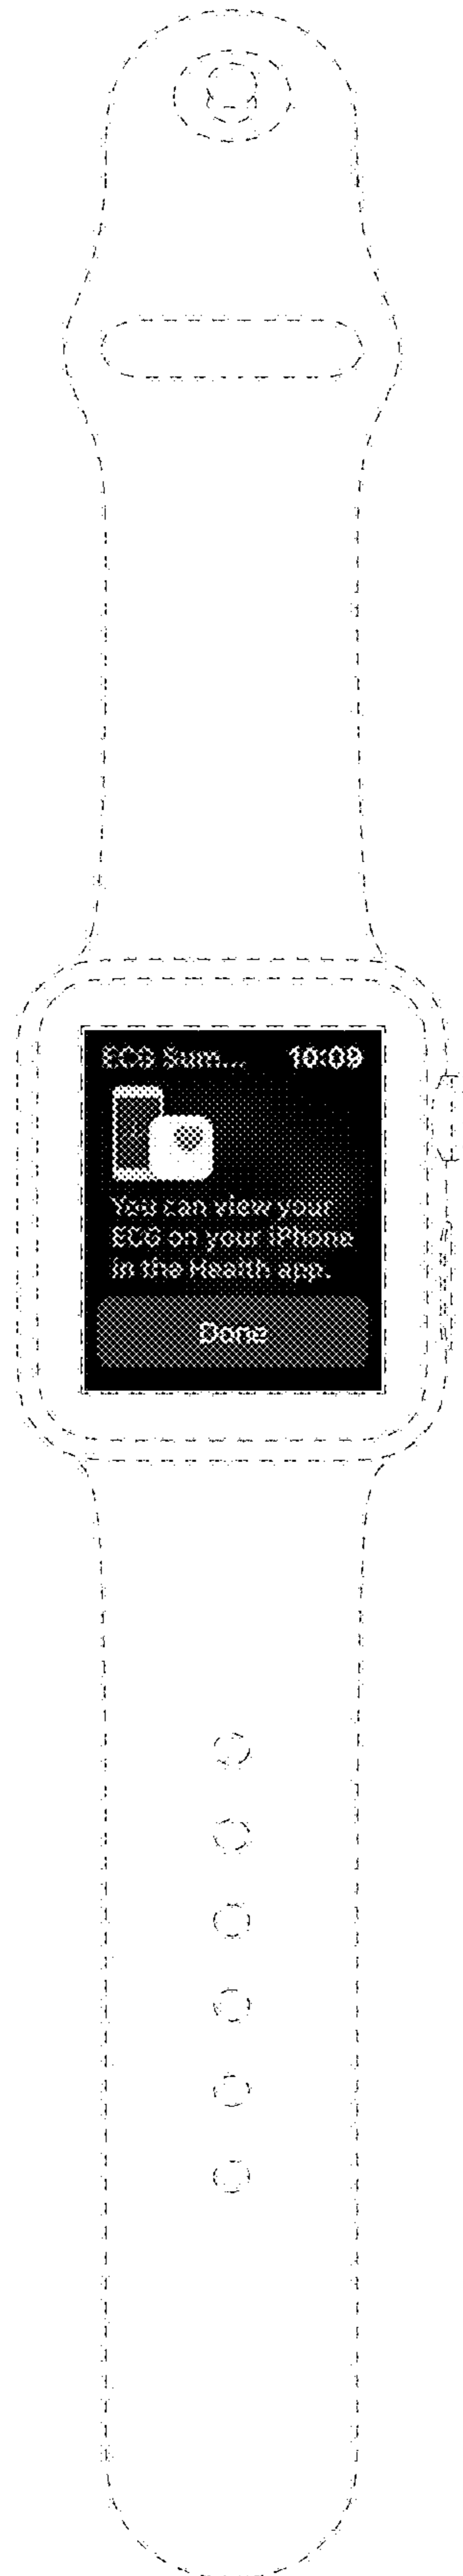 ECG Sum... 10:09
You can view your
ECG on your iPhone
in the Health app.
Done